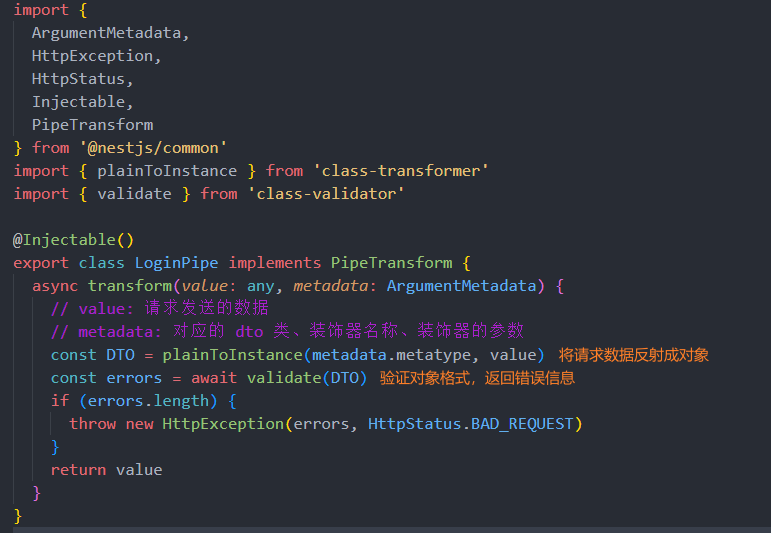 import {
  ArgumentMetadata,
  HttpException,
  HttpStatus,
  Injectable,
  PipeTransform
} from '@nestjs/common'
import { plainToInstance } from 'class-transformer'
import { validate } from 'class-validator'

@Injectable()
export class LoginPipe implements PipeTransform {
  async transform(value: any, metadata: ArgumentMetadata) {
    // value: 请求发送的数据
    // metadata: 对应的 dto 类、装饰器名称、装饰器的参数
    const DTO = plainToInstance(metadata.metatype, value) 将请求数据反射成对象
    const errors = await validate(DTO) 验证对象格式，返回错误信息
    if (errors.length) {
      throw new HttpException(errors, HttpStatus.BAD_REQUEST)
    }
    return value
  }
}